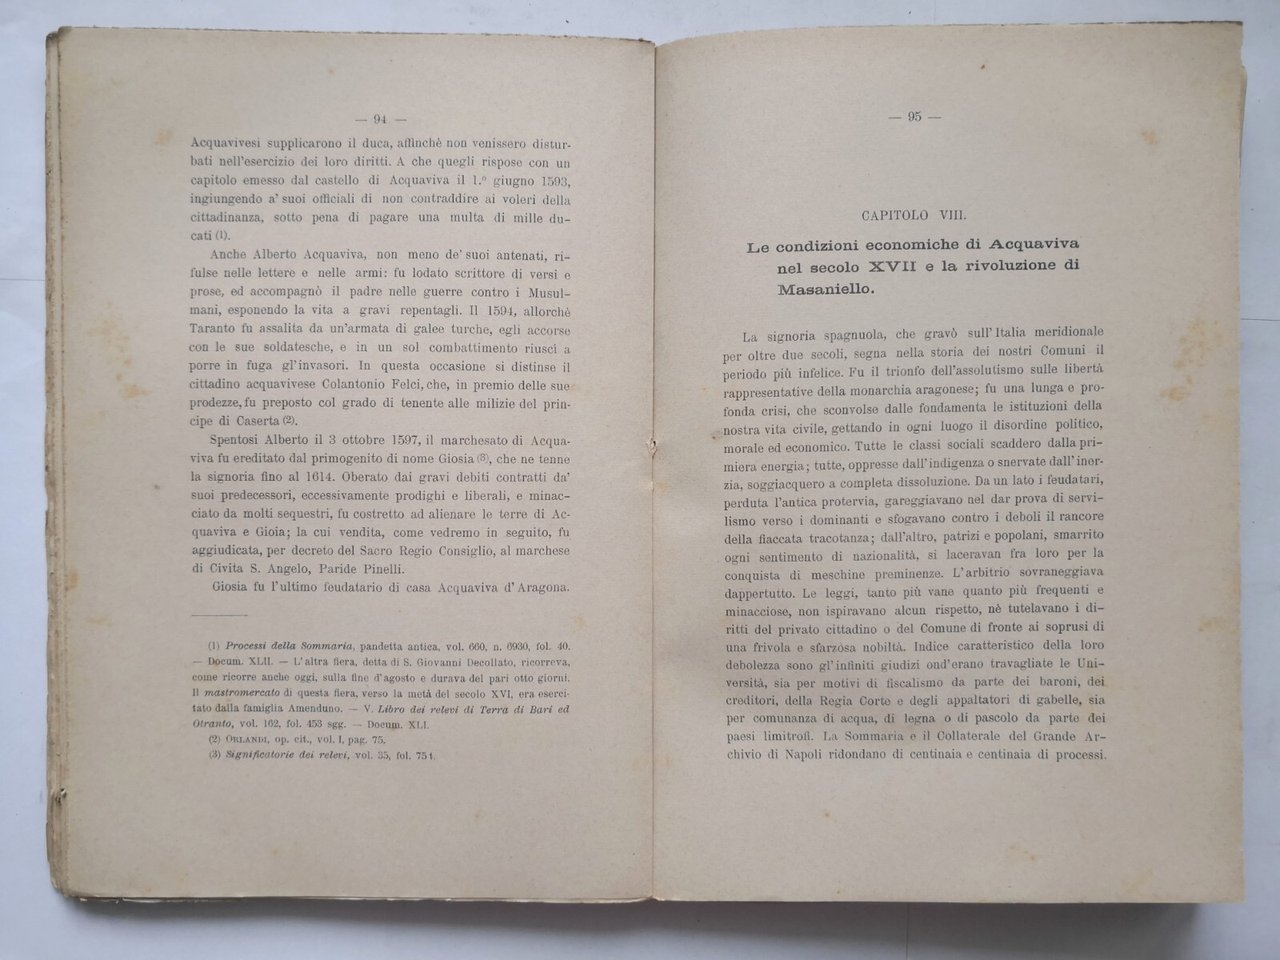 — 94 —
Acquavivesi supplicarono il duca, affinchè non venissero distur-
bati nell'esercizio dei loro diritti. A che quegli rispose con un
capitolo emesso dal castello di Acquaviva il 1.º giugno 1593,
ingiungendo a' suoi officiali di non contraddire ai voleri della
cittadinanza, sotto pena di pagare una multa di mille du-
cati (1).
Anche Alberto Acquaviva, non meno de' suoi antenati, ri-
fulse nelle lettere e nelle armi: fu lodato scrittore di versi e
prose, ed accompagnò il padre nelle guerre contro i Musul-
mani, esponendo la vita a gravi repentagli. Il 1594, allorchè
Taranto fu assalita da un'armata di galee turche, egli accorse
con le sue soldatesche, e in un sol combattimento riuscì a
porre in fuga gl'invasori. In questa occasione si distinse il
cittadino acquavivese Colantonio Felci, che, in premio delle sue
prodezze, fu preposto col grado di tenente alle milizie del prin-
cipe di Caserta (2).
Spentosi Alberto il 3 ottobre 1597, il marchesato di Acqua-
viva fu ereditato dal primogenito di nome Giosia (3), che ne tenne
la signoria fino al 1614. Oberato dai gravi debiti contratti da'
suoi predecessori, eccessivamente prodighi e liberali, e minac-
ciato da molti sequestri, fu costretto ad alienare le terre di Ac-
quaviva e Gioia; la cui vendita, come vedremo in seguito, fu
aggiudicata, per decreto del Sacro Regio Consiglio, al marchese
di Civita S. Angelo, Paride Pinelli.
Giosia fu l'ultimo feudatario di casa Acquaviva d'Aragona.
(1) Processi della Sommaria, pandetta antica, vol. 660, n. 6930, fol. 40.
— Docum. XLII. — L'altra fiera, detta di S. Giovanni Decollato, ricorreva,
come ricorre anche oggi, sulla fine d'agosto e durava del pari otto giorni.
Il mastromercato di questa fiera, verso la metà del secolo XVI, era eserci-
tato dalla famiglia Amenduno. — V. Libro dei relevi di Terra di Bari ed
Otranto, vol. 162, fol. 453 sgg. — Docum. XLI.
(2) ORLANDI, op. cit., vol. I, pag. 75.
(3) Significatorie dei relevi, vol. 35, fol. 75 t.
— 95 —
CAPITOLO VIII.
Le condizioni economiche di Acquaviva
nel secolo XVII e la rivoluzione di
Masaniello.
La signoria spagnuola, che gravò sull'Italia meridionale
per oltre due secoli, segna nella storia dei nostri Comuni il
periodo più infelice. Fu il trionfo dell'assolutismo sulle libertà
rappresentative della monarchia aragonese; fu una lunga e pro-
fonda crisi, che sconvolse dalle fondamenta le istituzioni della
nostra vita civile, gettando in ogni luogo il disordine politico,
morale ed economico. Tutte le classi sociali scaddero dalla pri-
miera energia; tutte, oppresse dall'indigenza o snervate dall'iner-
zia, soggiacquero a completa dissoluzione. Da un lato i feudatari,
perduta l'antica protervia, gareggiavano nel dar prova di servi-
lismo verso i dominanti e sfogavano contro i deboli il rancore
della fiaccata tracotanza; dall'altro, patrizi e popolani, smarrito
ogni sentimento di nazionalità, si laceravan fra loro per la
conquista di meschine preminenze. L'arbitrio sovraneggiava
dappertutto. Le leggi, tanto più vane quanto più frequenti e
minacciose, non ispiravano alcun rispetto, nè tutelavano i di-
ritti del privato cittadino o del Comune di fronte ai soprusi di
una frivola e sfarzosa nobiltà. Indice caratteristico della loro
debolezza sono gl'infiniti giudizi ond'erano travagliate le Uni-
versità, sia per motivi di fiscalismo da parte dei baroni, dei
creditori, della Regia Corte e degli appaltatori di gabelle, sia
per comunanza di acqua, di legna o di pascolo da parte dei
paesi limitrofi. La Sommaria e il Collaterale del Grande Ar-
chivio di Napoli ridondano di centinaia e centinaia di processi.